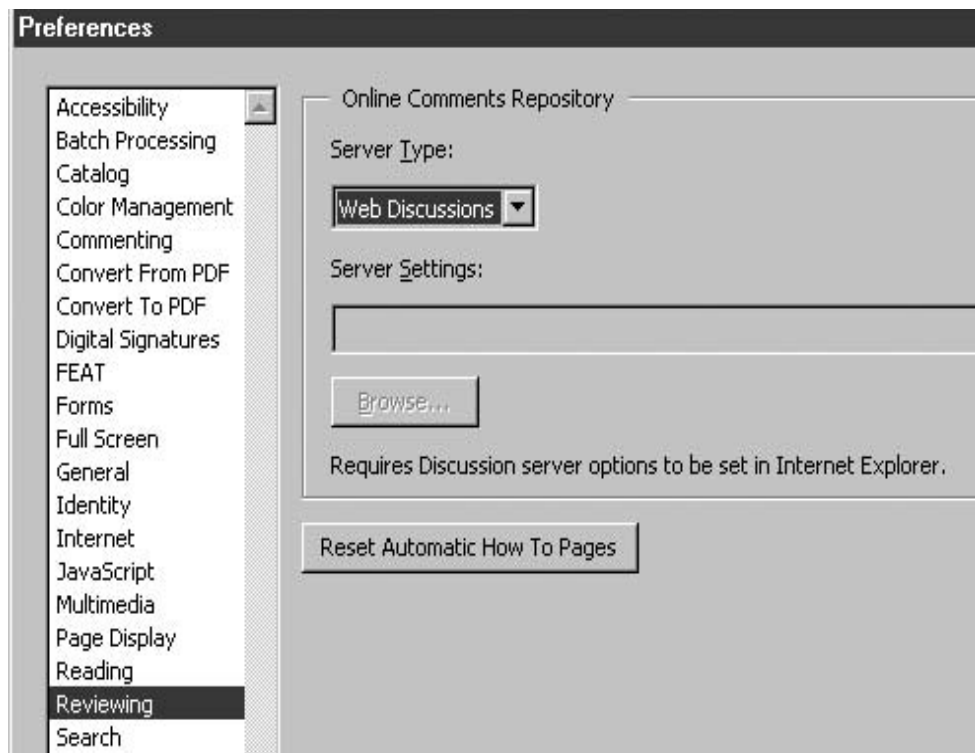 Preferences
Accessibility
Batch Processing
Catalog
Color Management
Commenting
Convert From PDF
Convert To PDF
Digital Signatures
FEAT
Forms
Full Screen
General
Identity
Internet
JavaScript
Multimedia
Page Display
Reading
Reviewing
Search
Online Comments Repository
Server Type:
Web Discussions
Server Settings:
Browse...
Requires Discussion server options to be set in Internet Explorer.
Reset Automatic How To Pages